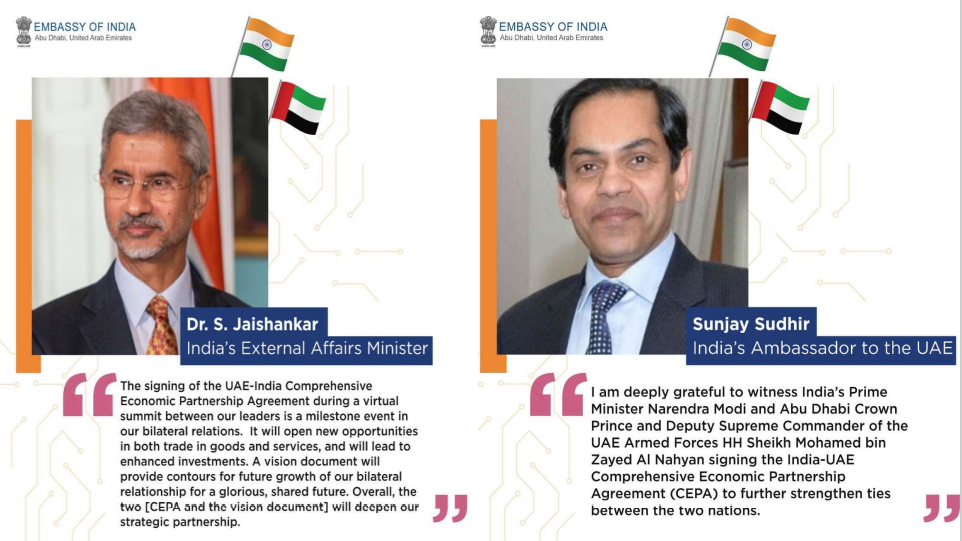 EMBASSY OF INDIA
Abu Dhabi, United Arab Emirates
Dr. S. Jaishankar
India's External Affairs Minister
The signing of the UAE-India Comprehensive
Economic Partnership Agreement during a virtual
summit between our leaders is a milestone event in
our bilateral relations. It will open new opportunities
in both trade in goods and services, and will lead to
enhanced investments. A vision document will
provide contours for future growth of our bilateral
relationship for a glorious, shared future. Overall, the
two [CEPA and the vision document] will deepen our
strategic partnership.
EMBASSY OF INDIA
Abu Dhabi, United Arab Emirates
Sunjay Sudhir
India's Ambassador to the UAE
I am deeply grateful to witness India's Prime
Minister Narendra Modi and Abu Dhabi Crown
Prince and Deputy Supreme Commander of the
UAE Armed Forces HH Sheikh Mohamed bin
Zayed Al Nahyan signing the India-UAE
Comprehensive Economic Partnership
Agreement (CEPA) to further strengthen ties
between the two nations.